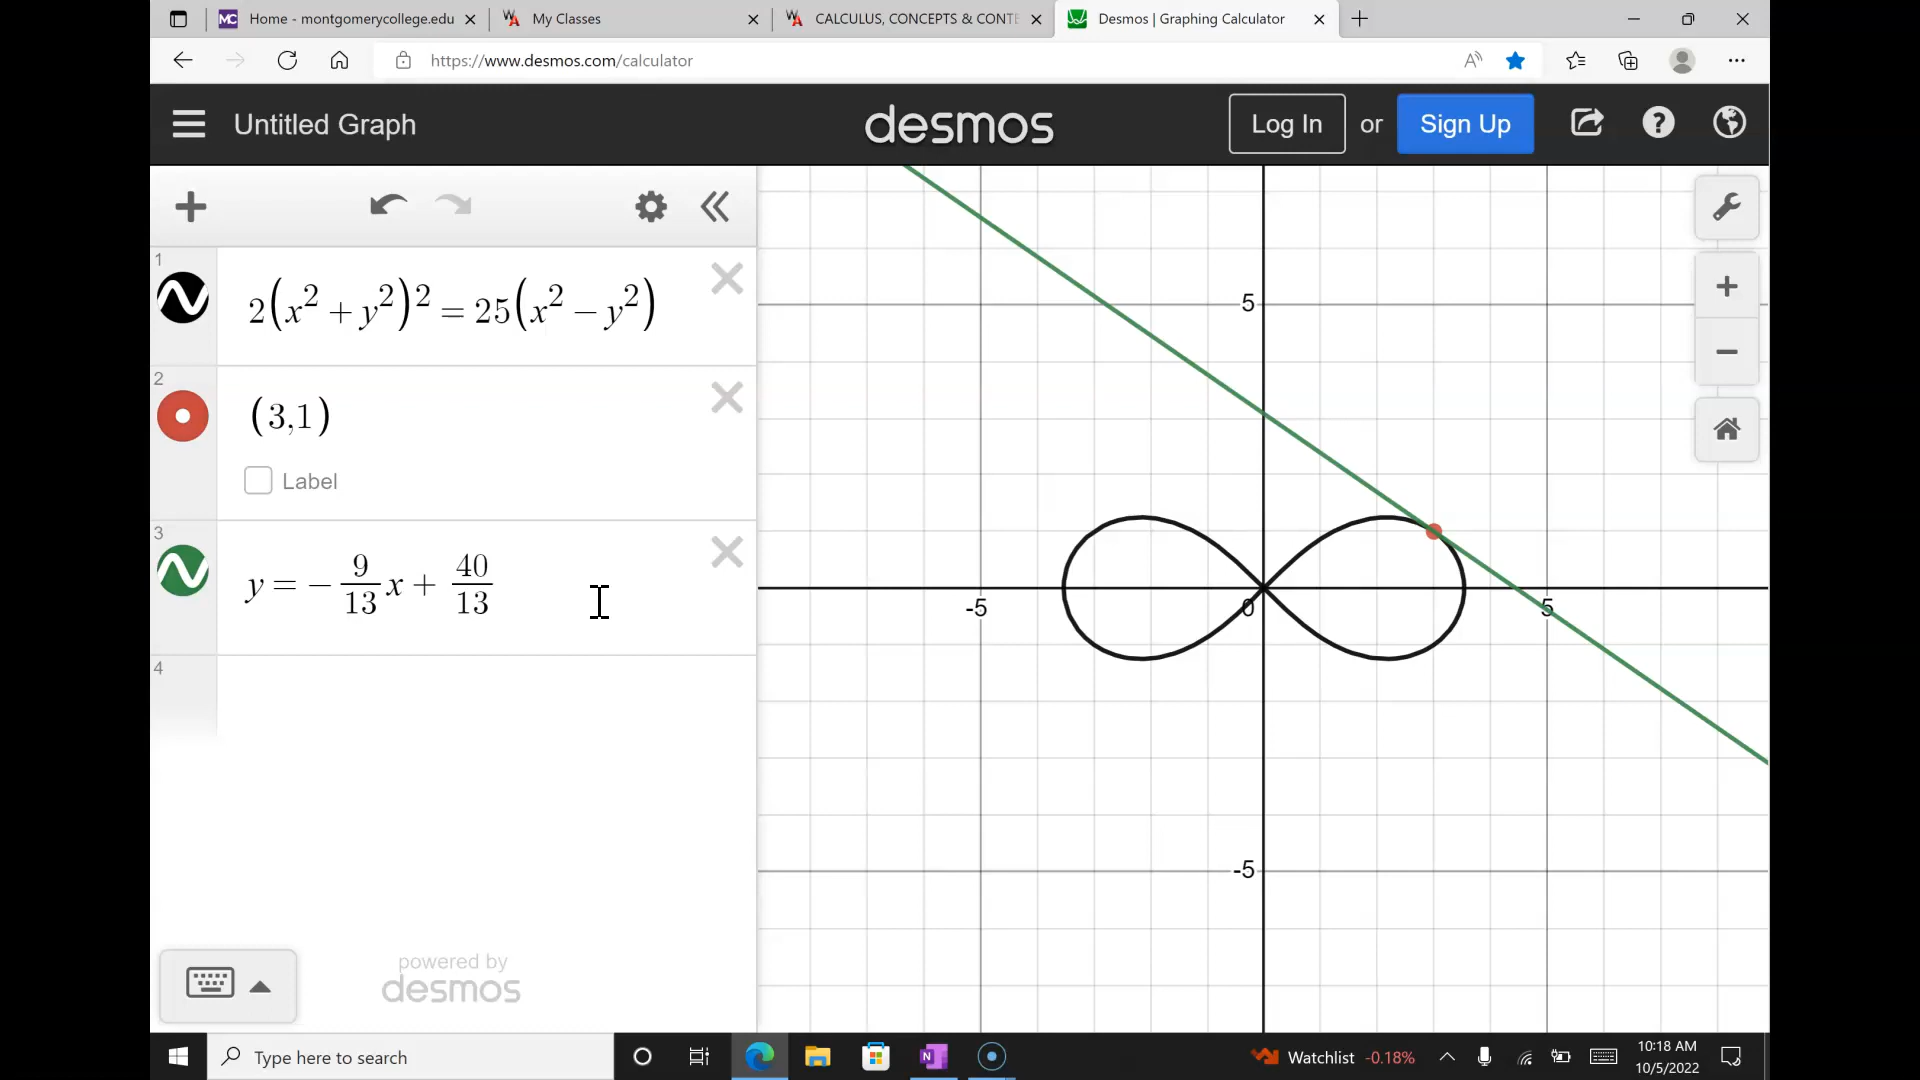 Home - montgomerycollege.edu
My Classes
CALCULUS, CONCEPTS & CONTE
Desmos | Graphing Calculator
https://www.desmos.com/calculator
Untitled Graph
desmos
Log In or Sign Up
1
2(x² + y²)² = 25(x² − y²)
2
(3,1)
Label
3
y = − 9/13 x + 40/13
4
5
-5
0
5
-5
powered by
desmos
Type here to search
Watchlist -0.18%
10:18 AM
10/5/2022